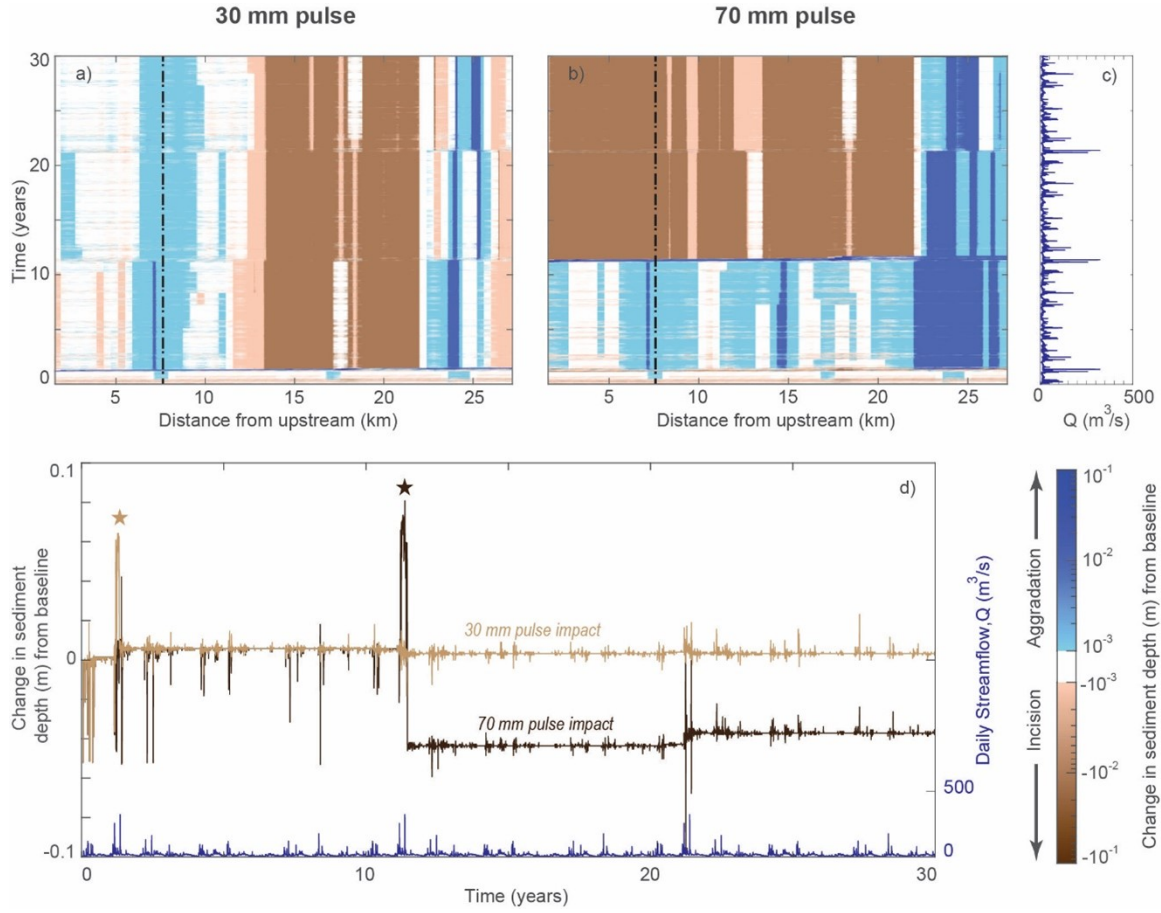 30 mm pulse
70 mm pulse
a)
b)
c)
30
20
10
0
Time (years)
5
10
15
20
25
Distance from upstream (km)
5
10
15
20
25
Distance from upstream (km)
0
500
Q (m³/s)
d)
0.1
0
-0.1
Change in sediment
depth (m) from baseline
30 mm pulse impact
70 mm pulse impact
500
0
Daily Streamflow,Q (m³/s)
0
10
20
30
Time (years)
Aggradation
Incision
10⁻¹
10⁻²
10⁻³
-10⁻³
-10⁻²
-10⁻¹
Change in sediment depth (m) from baseline